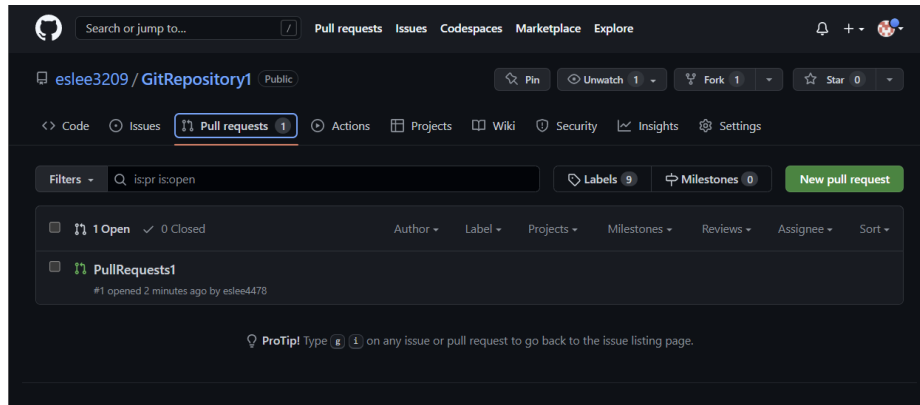 Search or jump to... / Pull requests Issues Codespaces Marketplace Explore
eslee3209 / GitRepository1 Public Pin Unwatch 1 Fork 1 Star 0
Code Issues Pull requests 1 Actions Projects Wiki Security Insights Settings
Filters is:pr is:open Labels 9 Milestones 0 New pull request
1 Open 0 Closed Author Label Projects Milestones Reviews Assignee Sort
PullRequests1
#1 opened 2 minutes ago by eslee4478
ProTip! Type g i on any issue or pull request to go back to the issue listing page.